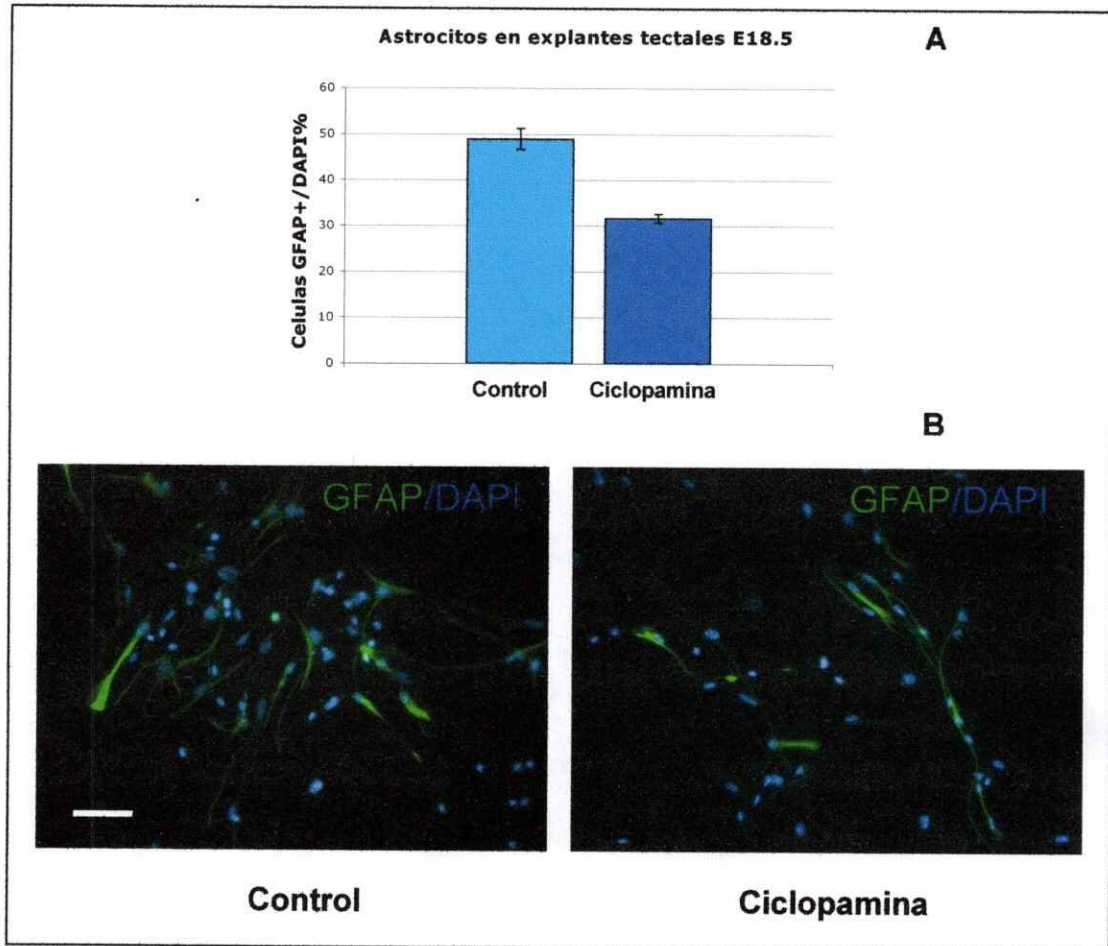 Astrocitos en explantes tectales E18.5
A
Celulas GFAP+/DAPI%
60
50
40
30
20
10
0
Control
Ciclopamina
B
GFAP/DAPI
GFAP/DAPI
Control
Ciclopamina